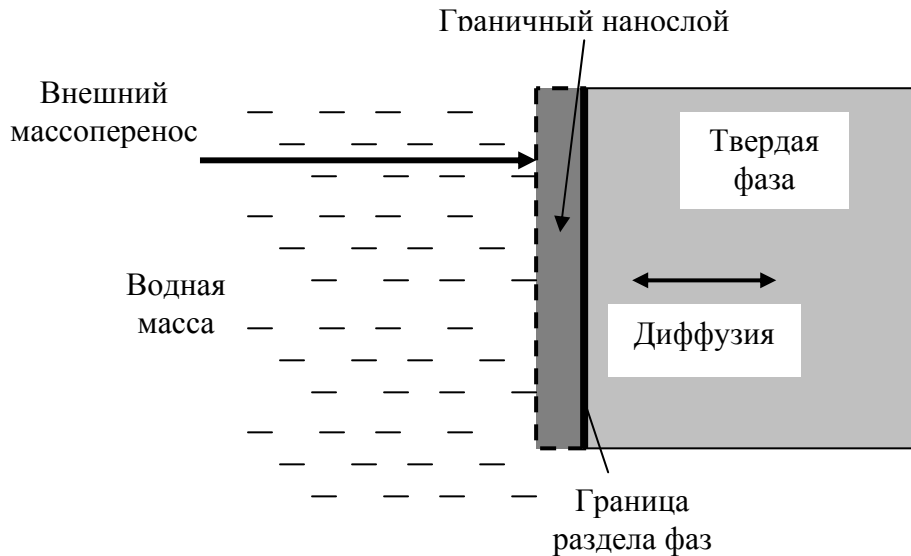 Граничный нанослой
Внешний
массоперенос
Твердая
фаза
Водная
масса
Диффузия
Граница
раздела фаз